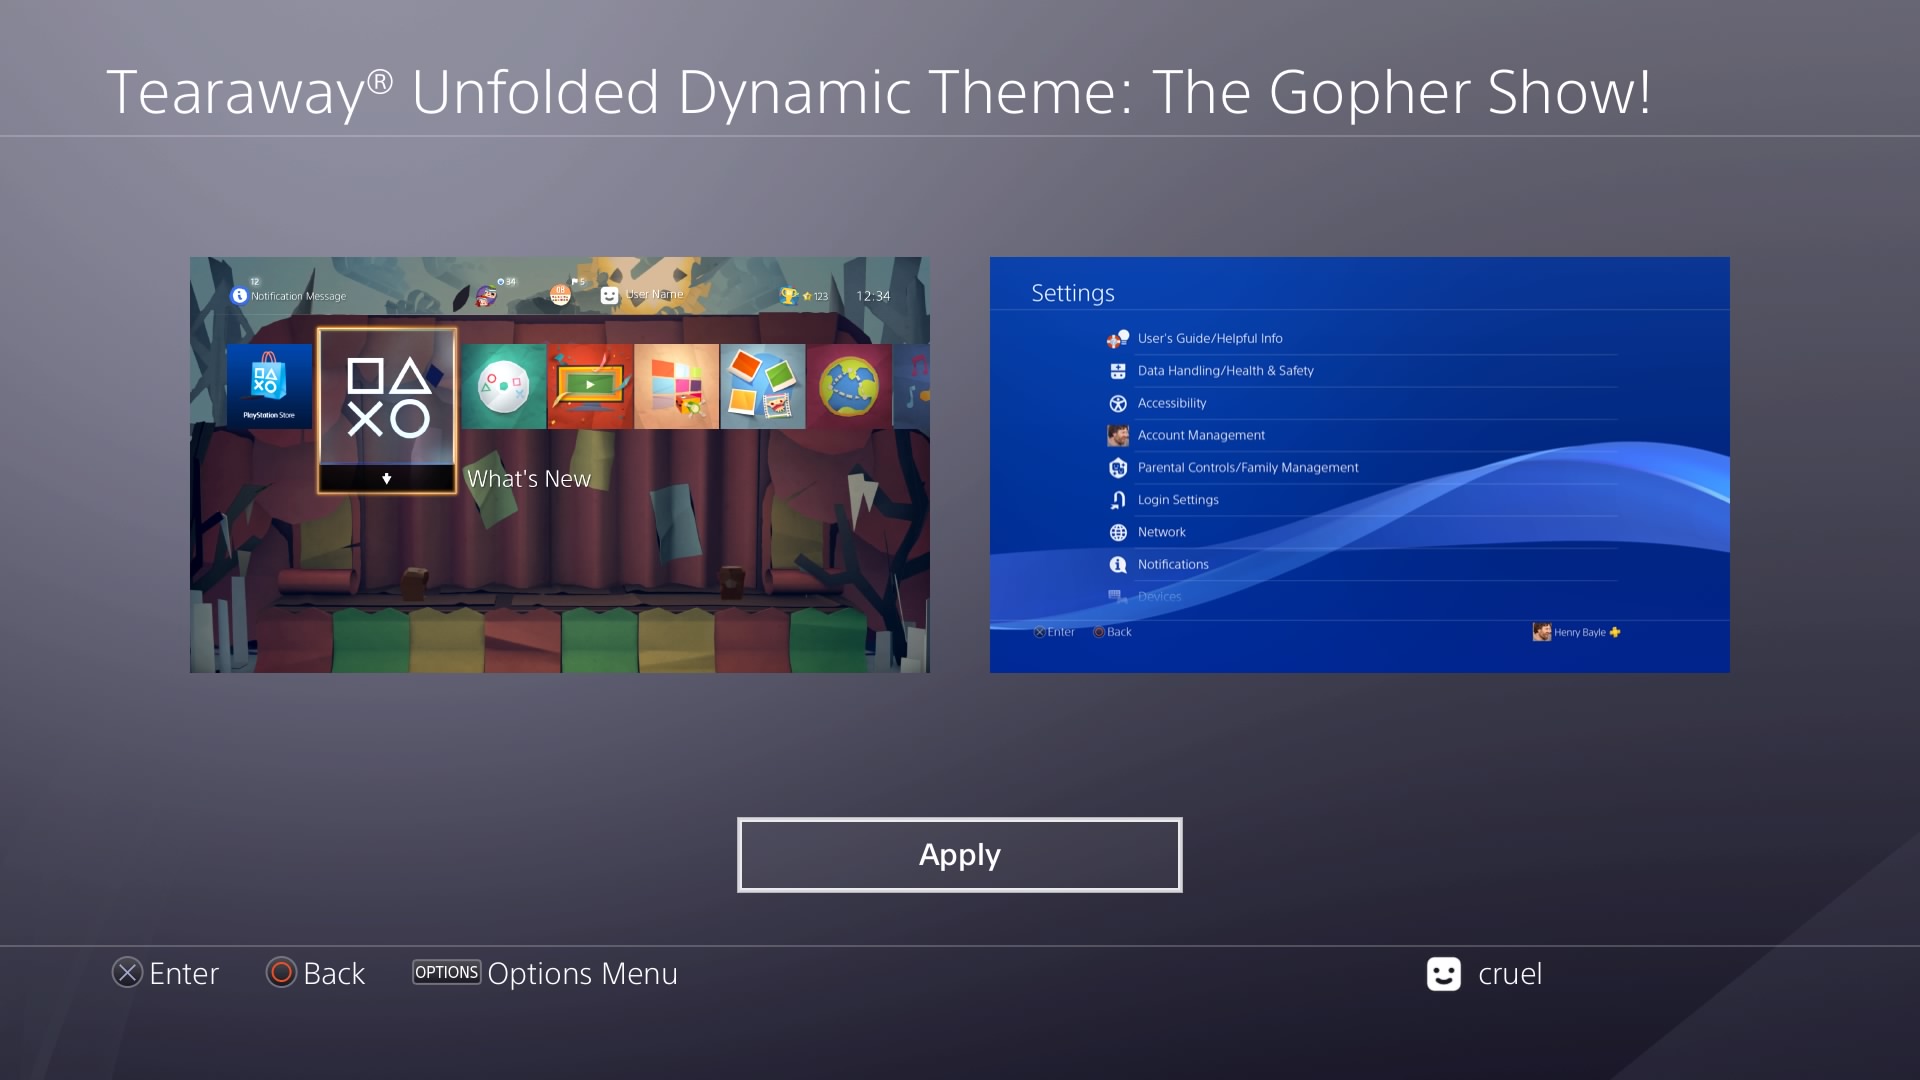 Tearaway® Unfolded Dynamic Theme: The Gopher Show!
12
Notification Message
34
5
08
User Name
123
12:34
PlayStation Store
What's New
Settings
User's Guide/Helpful Info
Data Handling/Health & Safety
Accessibility
Account Management
Parental Controls/Family Management
Login Settings
Network
Notifications
Devices
Enter Back
Henry Bayle
Apply
Enter Back OPTIONS Options Menu
cruel